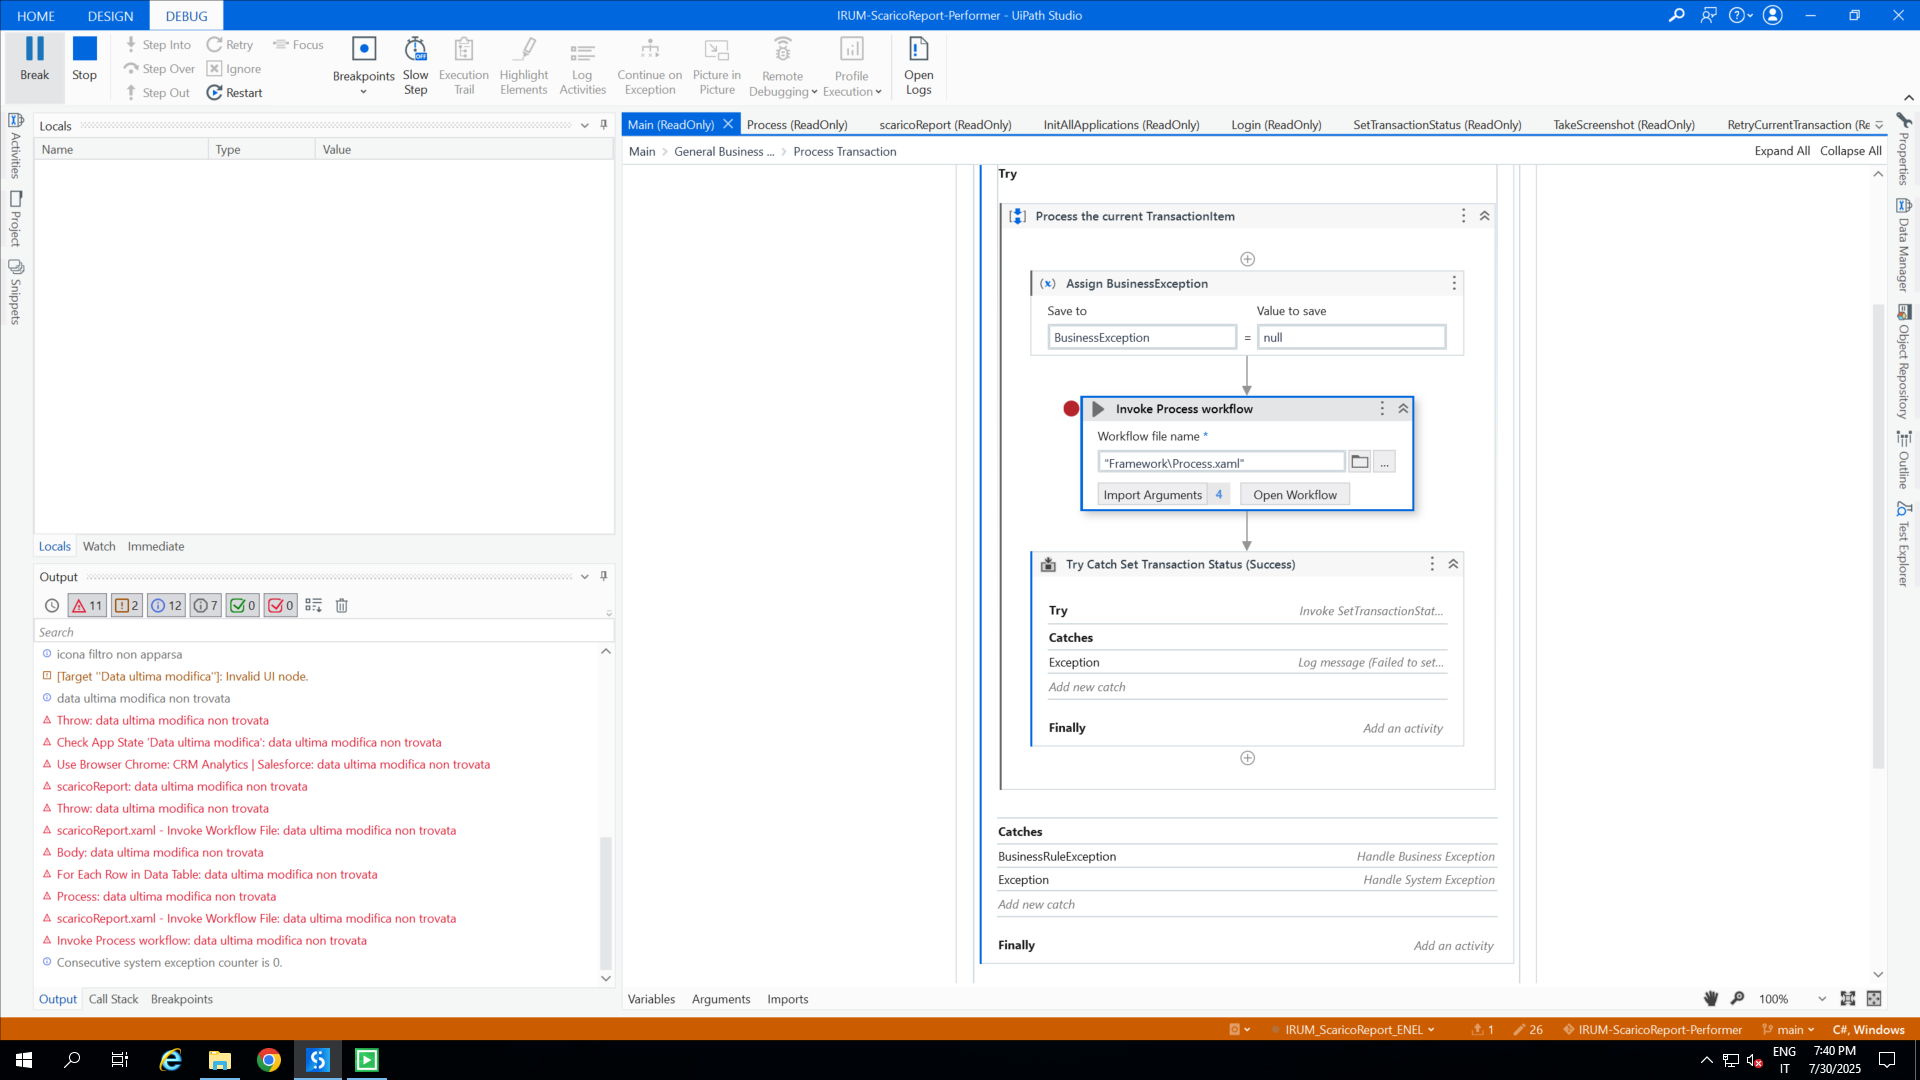 HOME DESIGN DEBUG IRUM-ScaricoReport-Performer - UiPath Studio
Break
Stop
Step Into
Step Over
Step Out
Retry
Ignore
Restart
Focus
Breakpoints
Slow Step
Execution Trail
Highlight Elements
Log Activities
Continue on Exception
Picture in Picture
Remote Debugging
Profile Execution
Open Logs
Activities
Project
Snippets
Locals
Name Type Value
Locals Watch Immediate
Output
11 2 12 7 0 0
Search
icona filtro non apparsa
[Target "Data ultima modifica"]: Invalid UI node.
data ultima modifica non trovata
Throw: data ultima modifica non trovata
Check App State 'Data ultima modifica': data ultima modifica non trovata
Use Browser Chrome: CRM Analytics | Salesforce: data ultima modifica non trovata
scaricoReport: data ultima modifica non trovata
Throw: data ultima modifica non trovata
scaricoReport.xaml - Invoke Workflow File: data ultima modifica non trovata
Body: data ultima modifica non trovata
For Each Row in Data Table: data ultima modifica non trovata
Process: data ultima modifica non trovata
scaricoReport.xaml - Invoke Workflow File: data ultima modifica non trovata
Invoke Process workflow: data ultima modifica non trovata
Consecutive system exception counter is 0.
Output Call Stack Breakpoints
Main (ReadOnly) Process (ReadOnly) scaricoReport (ReadOnly) InitAllApplications (ReadOnly) Login (ReadOnly) SetTransactionStatus (ReadOnly) TakeScreenshot (ReadOnly) RetryCurrentTransaction (Re
Main > General Business ... > Process Transaction Expand All Collapse All
Try
Process the current TransactionItem
(x) Assign BusinessException
Save to Value to save
BusinessException = null
Invoke Process workflow
Workflow file name *
"Framework\Process.xaml" ...
Import Arguments 4 Open Workflow
Try Catch Set Transaction Status (Success)
Try Invoke SetTransactionStat...
Catches
Exception Log message (Failed to set...
Add new catch
Finally Add an activity
Catches
BusinessRuleException Handle Business Exception
Exception Handle System Exception
Add new catch
Finally Add an activity
Variables Arguments Imports 100%
Properties
Data Manager
Object Repository
Outline
Test Explorer
IRUM_ScaricoReport_ENEL 1 26 IRUM-ScaricoReport-Performer main C#, Windows
ENG
IT
7:40 PM
7/30/2025